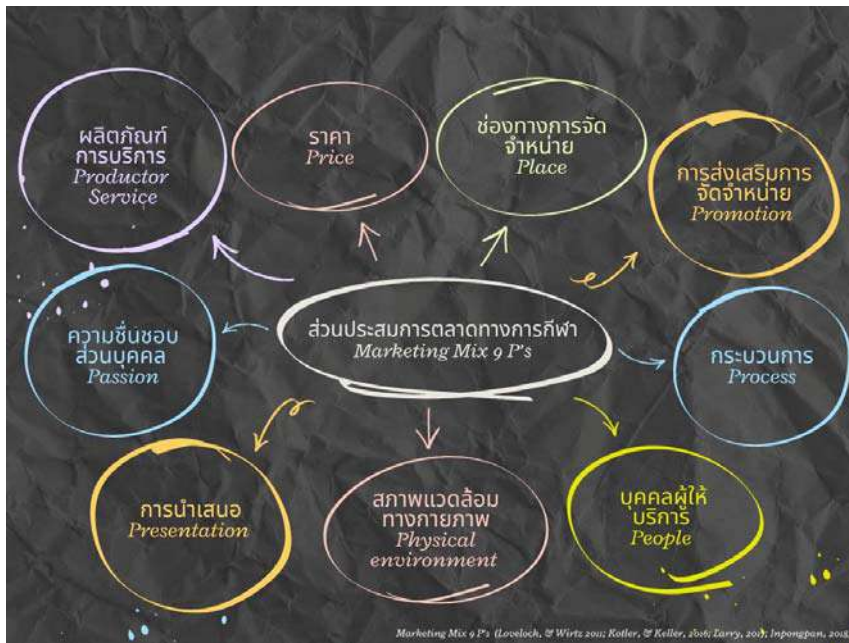 ผลิตภัณฑ์
การบริการ
Productor
Service
ราคา
Price
ช่องทางการจัด
จำหน่าย
Place
การส่งเสริมการ
จัดจำหน่าย
Promotion
ความชื่นชอบ
ส่วนบุคคล
Passion
ส่วนประสมการตลาดทางการกีฬา
Marketing Mix 9 P's
กระบวนการ
Process
การนำเสนอ
Presentation
สภาพแวดล้อม
ทางกายภาพ
Physical
environment
บุคคลผู้ให้
บริการ
People
Marketing Mix 9 P's (Lovelock, & Wirtz 2011; Kotler, & Keller, 2016; Larry, 2017; Inpongpan, 2018